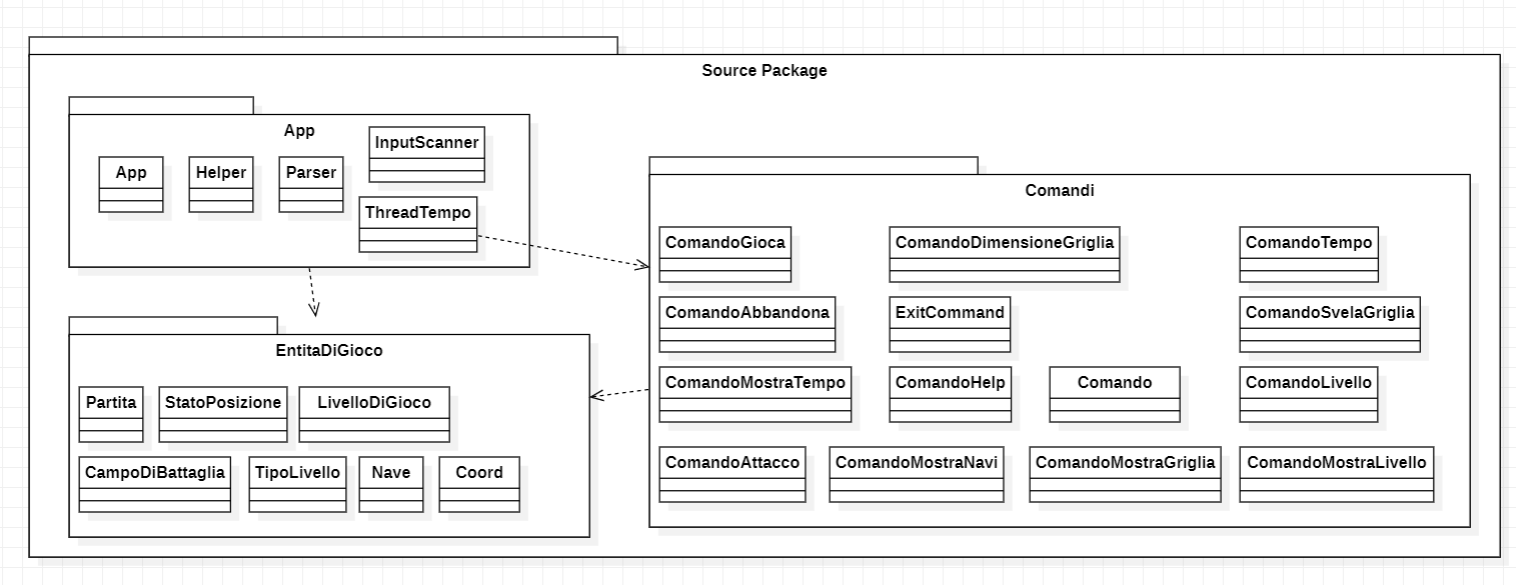 Source Package
App
App
Helper
Parser
InputScanner
ThreadTempo
Comandi
ComandoGioca
ComandoDimensioneGriglia
ComandoTempo
ComandoAbbandona
ExitCommand
ComandoSvelaGriglia
ComandoMostraTempo
ComandoHelp
Comando
ComandoLivello
ComandoAttacco
ComandoMostraNavi
ComandoMostraGriglia
ComandoMostraLivello
EntitaDiGioco
Partita
StatoPosizione
LivelloDiGioco
CampoDiBattaglia
TipoLivello
Nave
Coord